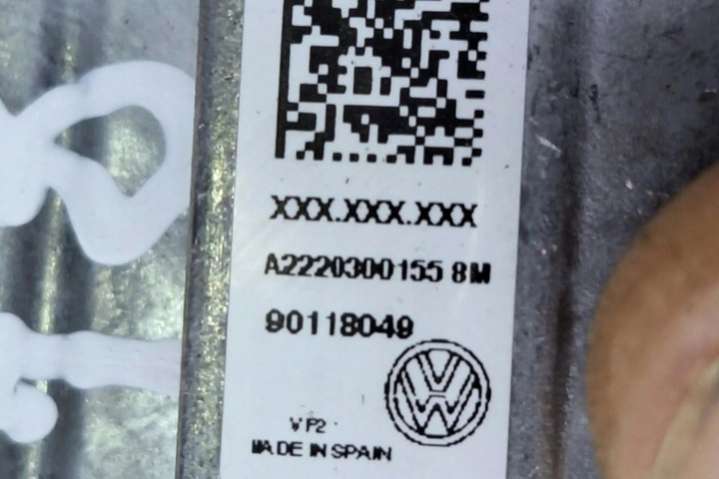 XXX.XXX.XXX
A2220300155 8M
90118049
VP2
MADE IN SPAIN